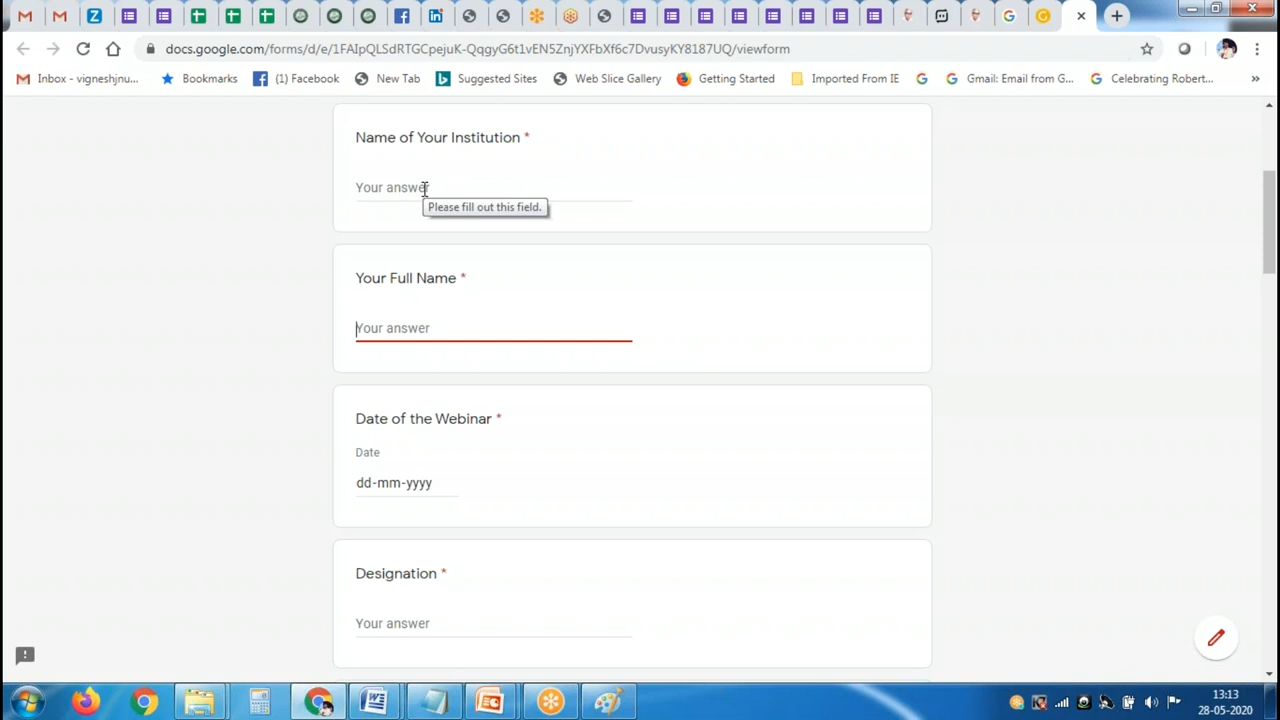 docs.google.com/forms/d/e/1FAIpQLSdRTGCpejuK-QqgyG6t1vEN5ZnjYXFbXf6c7DvusyKY8187UQ/viewform
Inbox - vigneshjnu... Bookmarks (1) Facebook New Tab Suggested Sites Web Slice Gallery Getting Started Imported From IE Gmail: Email from G... Celebrating Robert... »
Name of Your Institution *
Your answer
Please fill out this field.
Your Full Name *
Your answer
Date of the Webinar *
Date
dd-mm-yyyy
Designation *
Your answer
13:13
28-05-2020